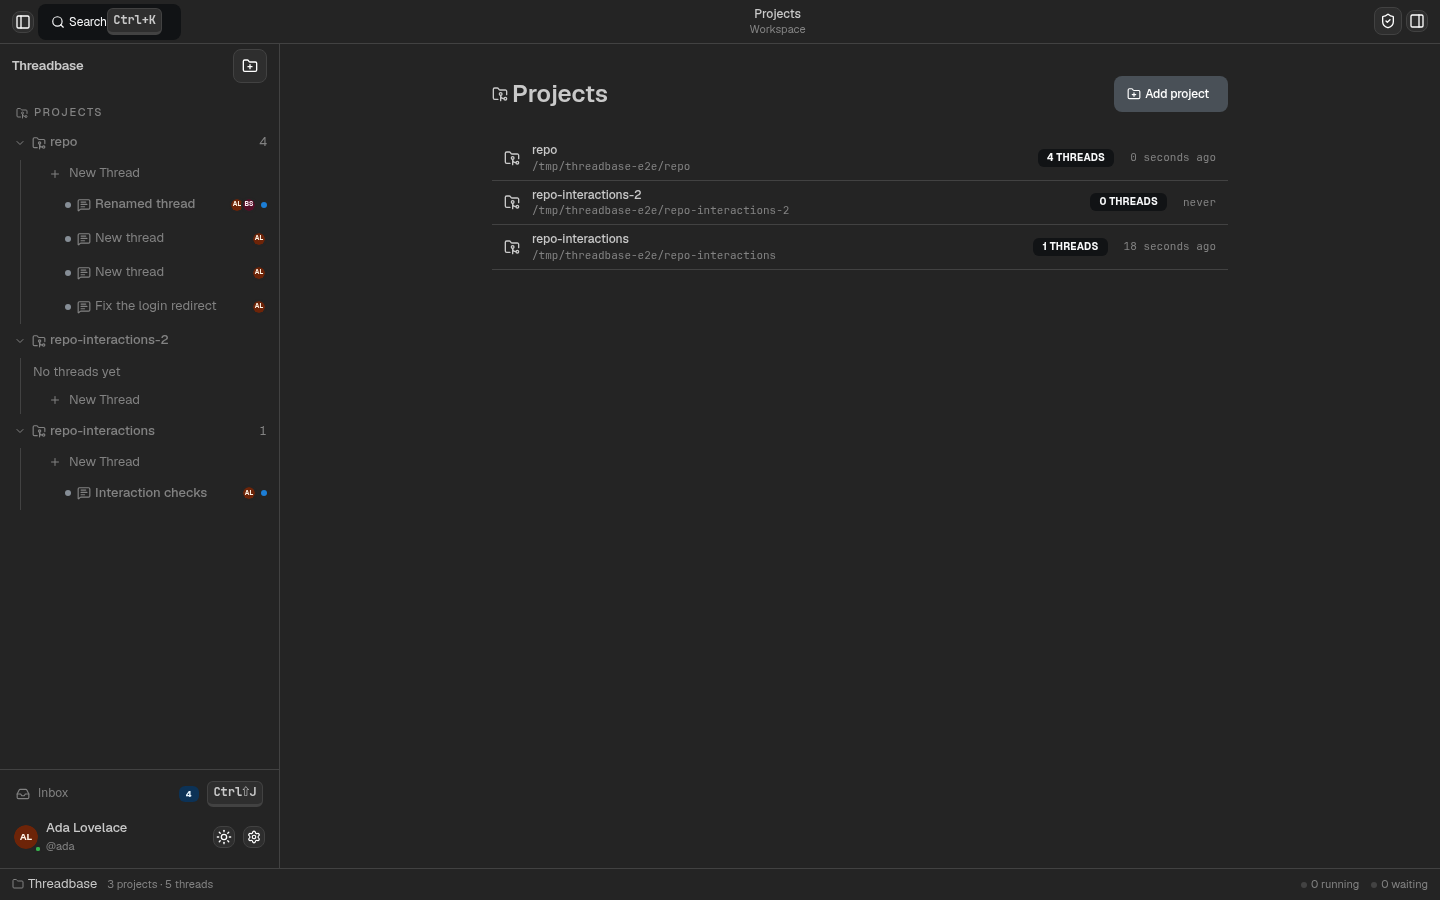 Search Ctrl+K
Projects
Workspace
Threadbase
PROJECTS
repo 4
New Thread
Renamed thread AL BS
New thread AL
New thread AL
Fix the login redirect AL
repo-interactions-2
No threads yet
New Thread
repo-interactions 1
New Thread
Interaction checks AL
Inbox 4 Ctrl⇧J
AL Ada Lovelace
@ada
Projects
Add project
repo
/tmp/threadbase-e2e/repo
4 THREADS 0 seconds ago
repo-interactions-2
/tmp/threadbase-e2e/repo-interactions-2
0 THREADS never
repo-interactions
/tmp/threadbase-e2e/repo-interactions
1 THREADS 18 seconds ago
Threadbase 3 projects · 5 threads
0 running 0 waiting